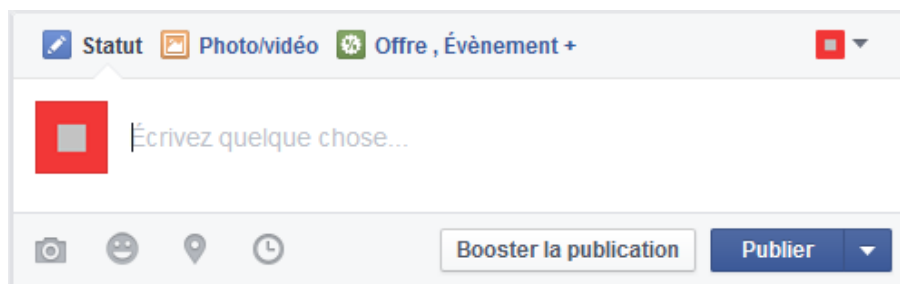 Statut Photo/vidéo Offre , Évènement +
Écrivez quelque chose...
Booster la publication Publier